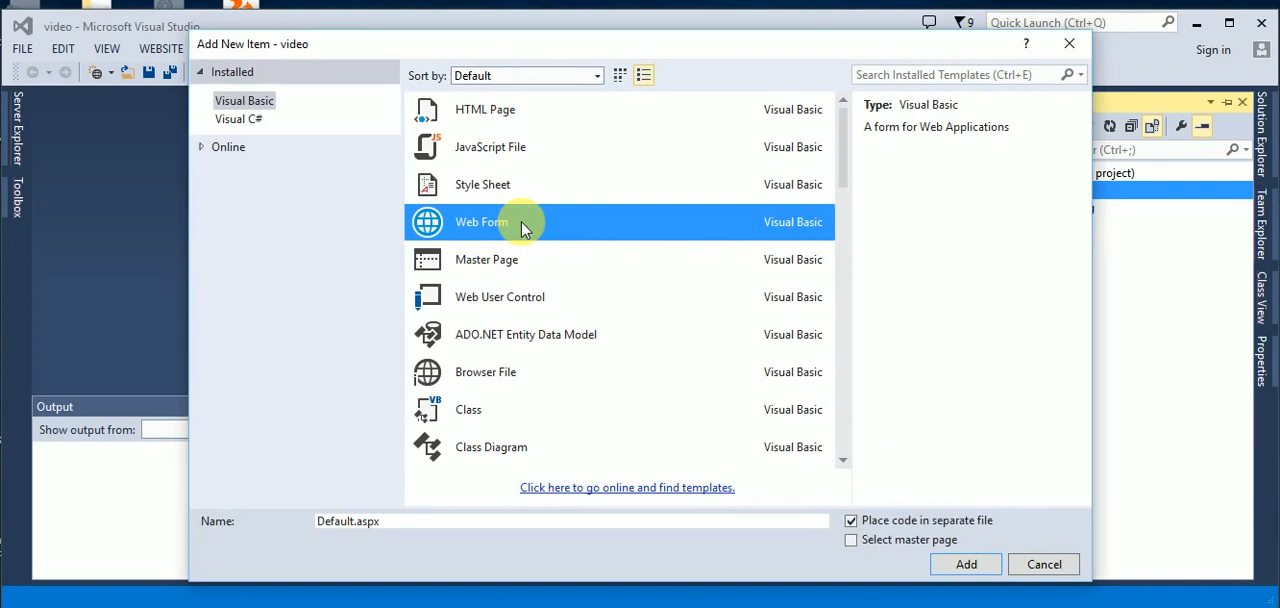 video - Microsoft Visual Studio
9
Quick Launch (Ctrl+Q)
FILE EDIT VIEW WEBSITE
Sign in
Add New Item - video
?
Installed
Visual Basic
Visual C#
Online
Sort by: Default
Search Installed Templates (Ctrl+E)
HTML Page Visual Basic
JS
JavaScript File Visual Basic
Style Sheet Visual Basic
Web Form Visual Basic
Master Page Visual Basic
Web User Control Visual Basic
ADO.NET Entity Data Model Visual Basic
Browser File Visual Basic
VB
Class Visual Basic
Class Diagram Visual Basic
Click here to go online and find templates.
Type: Visual Basic
A form for Web Applications
Name: Default.aspx
Place code in separate file
Select master page
Add Cancel
Server Explorer
Toolbox
Output
Show output from:
r (Ctrl+;)
project)
Solution Explorer
Team Explorer
Class View
Properties